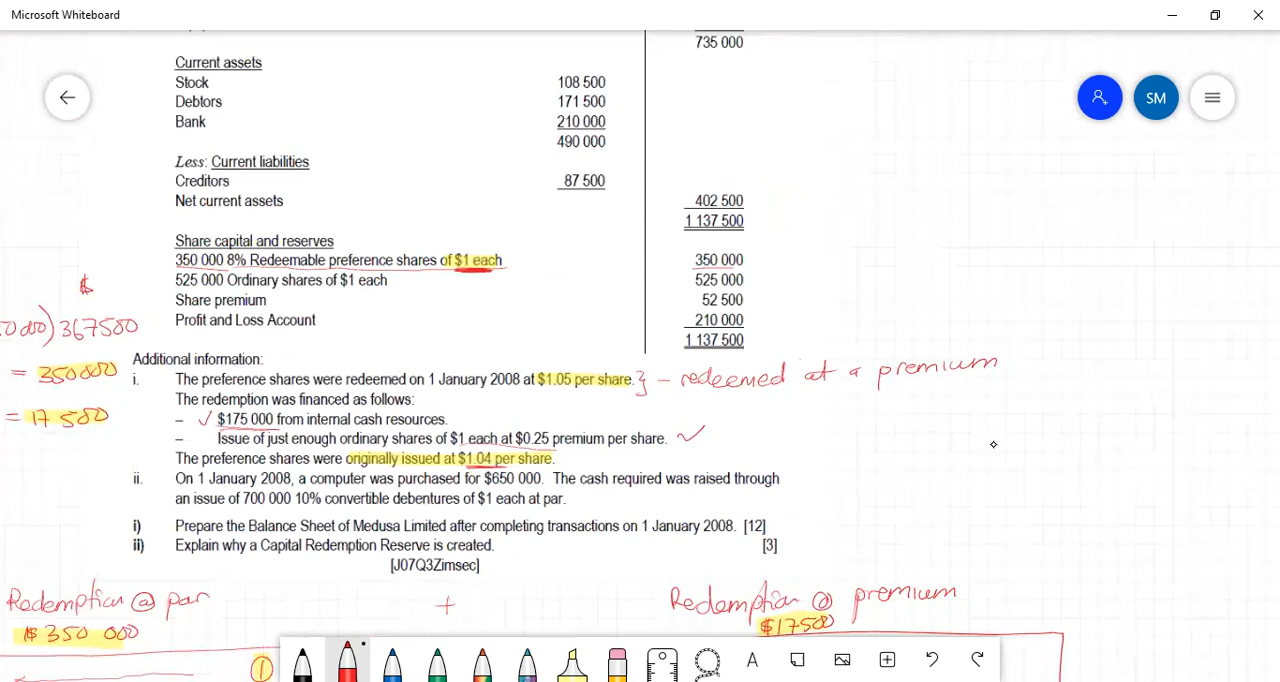 Microsoft Whiteboard
735 000
Current assets
Stock 108 500
Debtors 171 500
Bank 210 000
490 000
SM
Less: Current liabilities
Creditors 87 500
Net current assets 402 500
1 137 500
Share capital and reserves
350 000 8% Redeemable preference shares of $1 each 350 000
525 000 Ordinary shares of $1 each 525 000
Share premium 52 500
Profit and Loss Account 210 000
1 137 500
$
0 000) 367500
= 350000
= 17 500
Additional information:
i. The preference shares were redeemed on 1 January 2008 at $1.05 per share. } - redeemed at a premium
The redemption was financed as follows:
– ✓ $175 000 from internal cash resources.
– Issue of just enough ordinary shares of $1 each at $0.25 premium per share. ✓
The preference shares were originally issued at $1.04 per share.
ii. On 1 January 2008, a computer was purchased for $650 000. The cash required was raised through
an issue of 700 000 10% convertible debentures of $1 each at par.
i) Prepare the Balance Sheet of Medusa Limited after completing transactions on 1 January 2008. [12]
ii) Explain why a Capital Redemption Reserve is created. [3]
[J07Q3Zimsec]
Redemption @ par + Redemption @ premium
$ 350 000 $17500
1
A